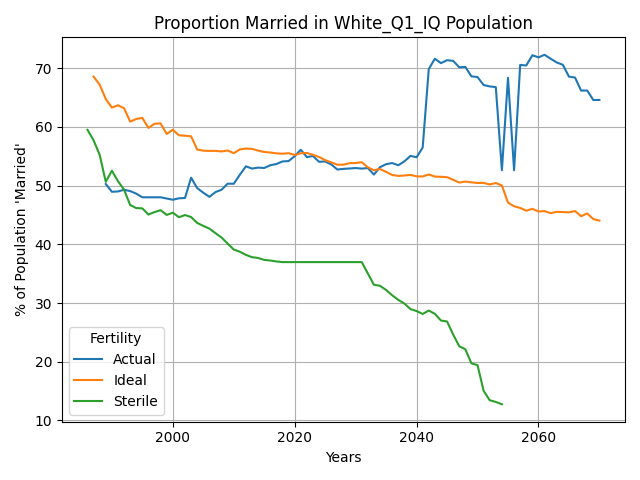 Proportion Married in White_Q1_IQ Population
% of Population 'Married'
70
60
50
40
30
20
10
Fertility
Actual
Ideal
Sterile
2000
2020
2040
2060
Years